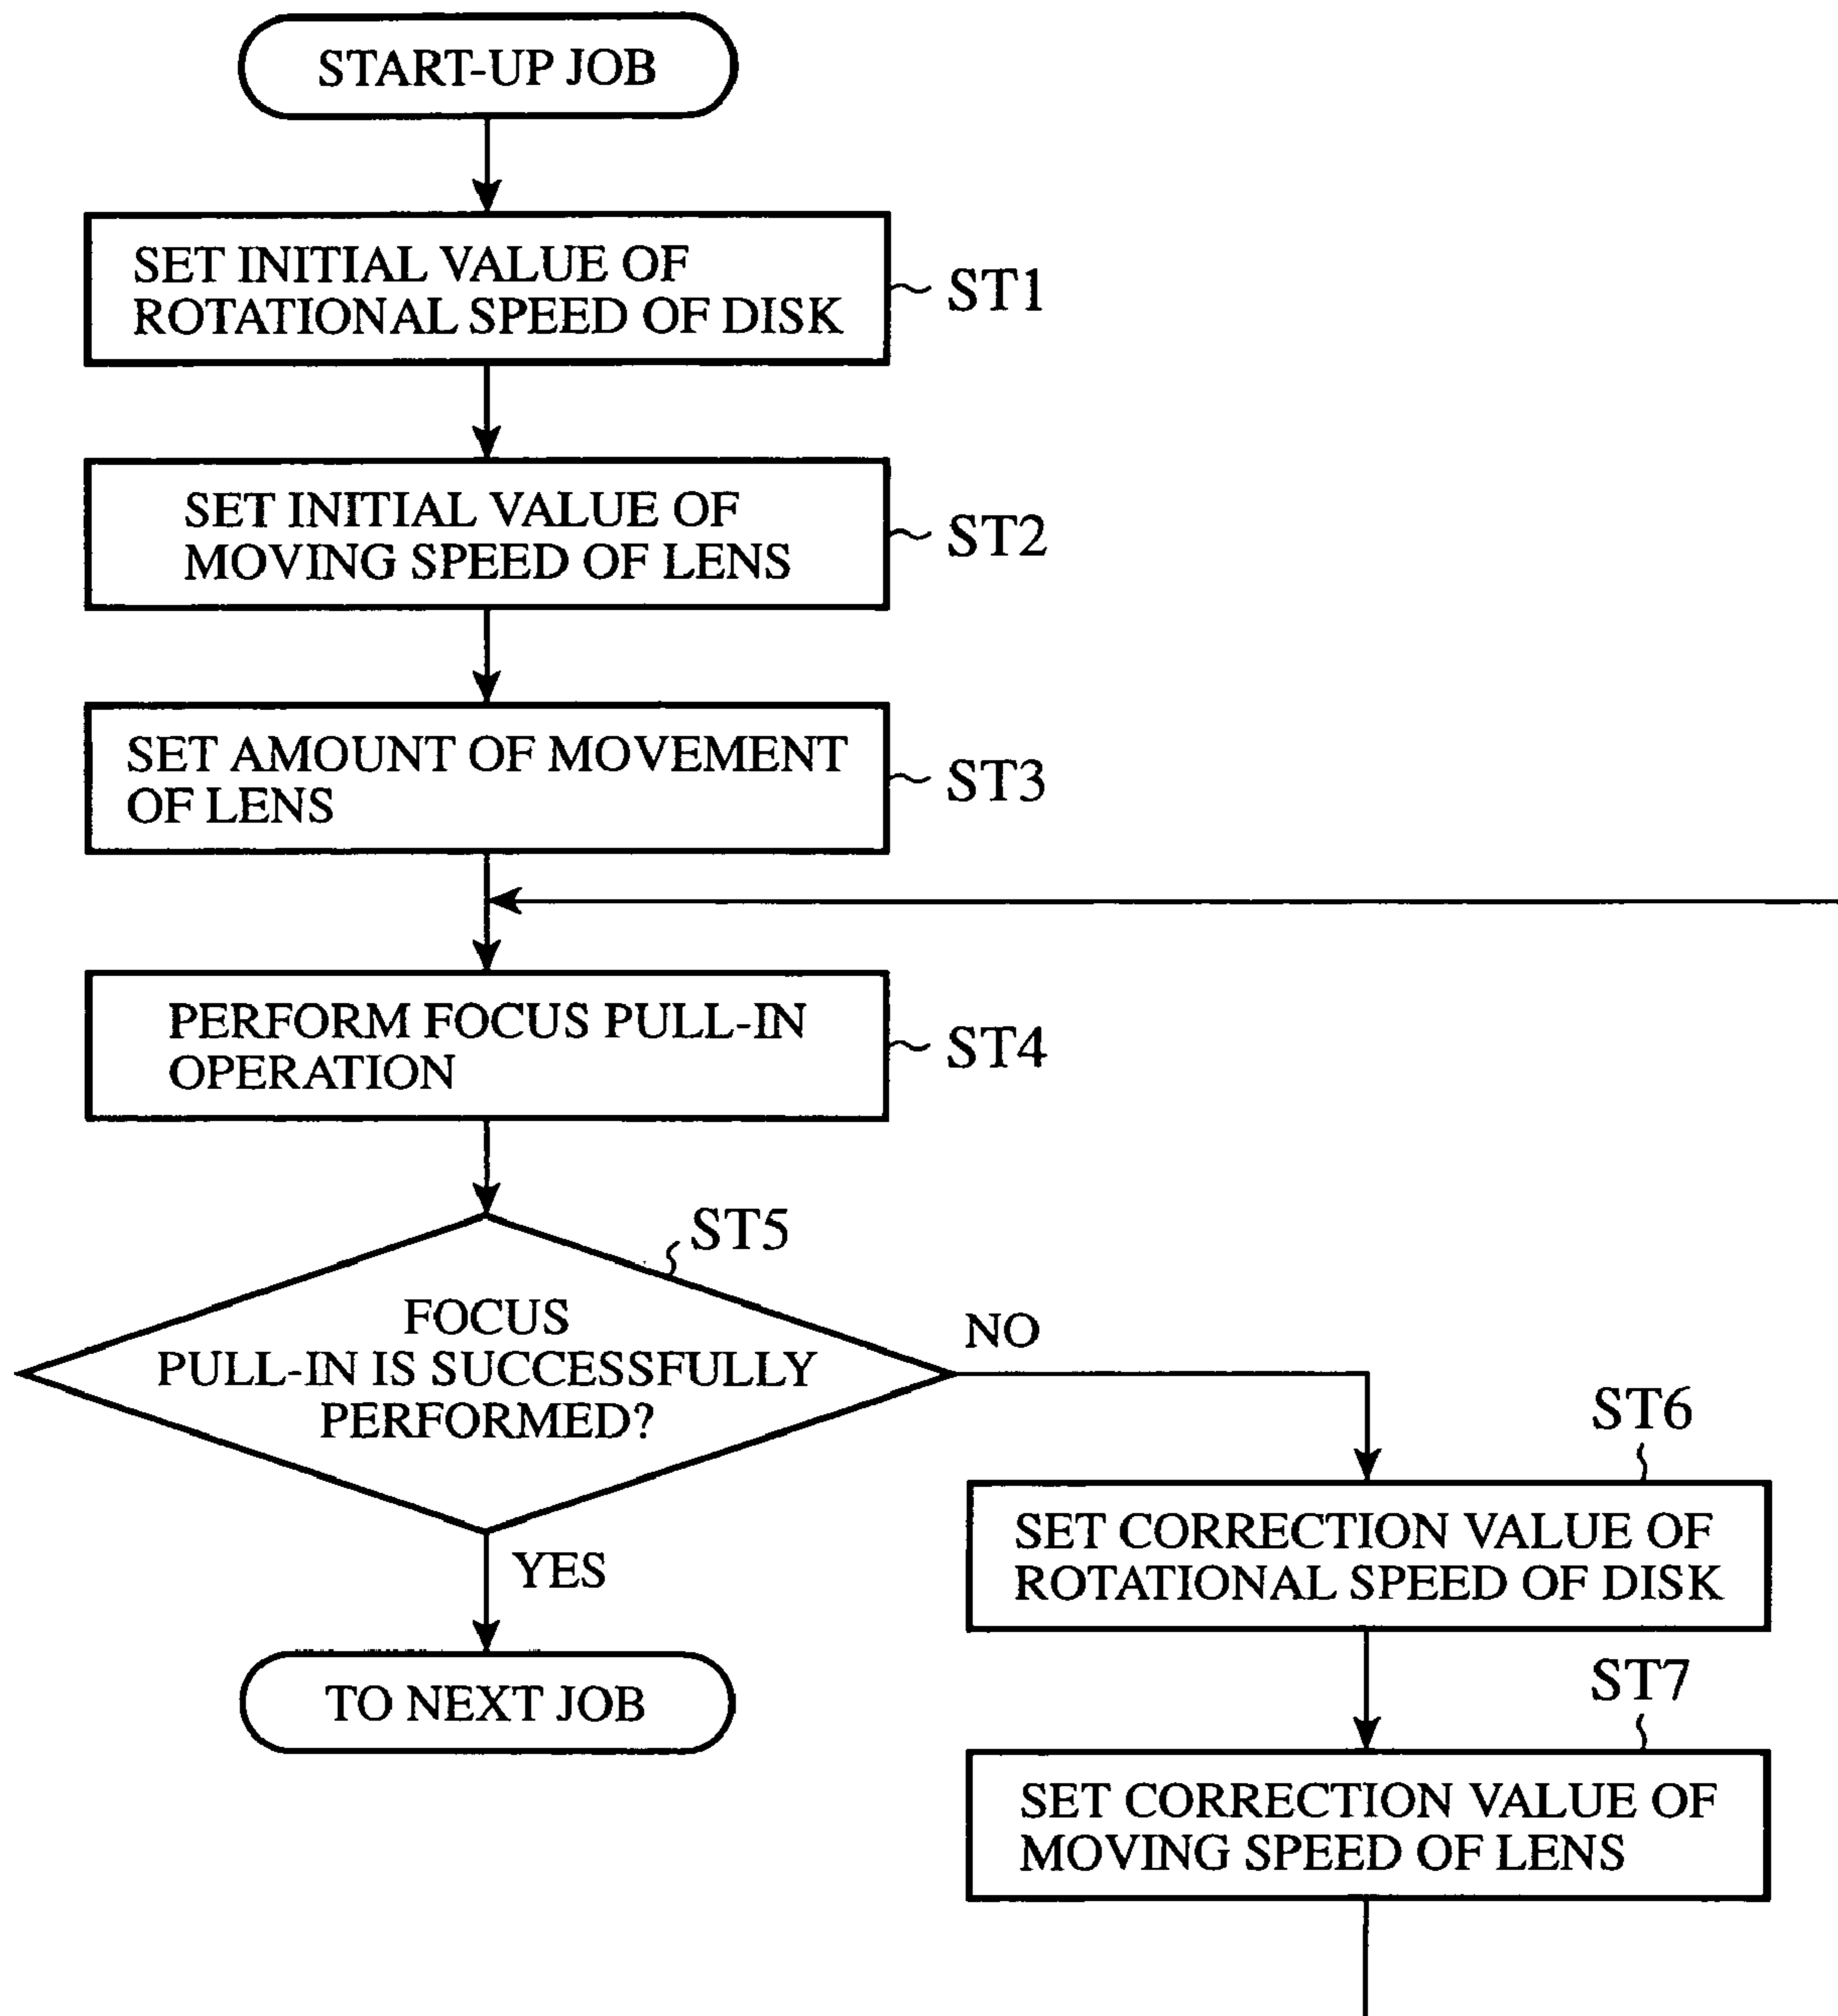 START-UP JOB
SET INITIAL VALUE OF
ROTATIONAL SPEED OF DISK
ST1
SET INITIAL VALUE OF
MOVING SPEED OF LENS
ST2
SET AMOUNT OF MOVEMENT
OF LENS
ST3
PERFORM FOCUS PULL-IN
OPERATION
ST4
ST5
FOCUS
PULL-IN IS SUCCESSFULLY
PERFORMED?
NO
YES
TO NEXT JOB
ST6
SET CORRECTION VALUE OF
ROTATIONAL SPEED OF DISK
ST7
SET CORRECTION VALUE OF
MOVING SPEED OF LENS